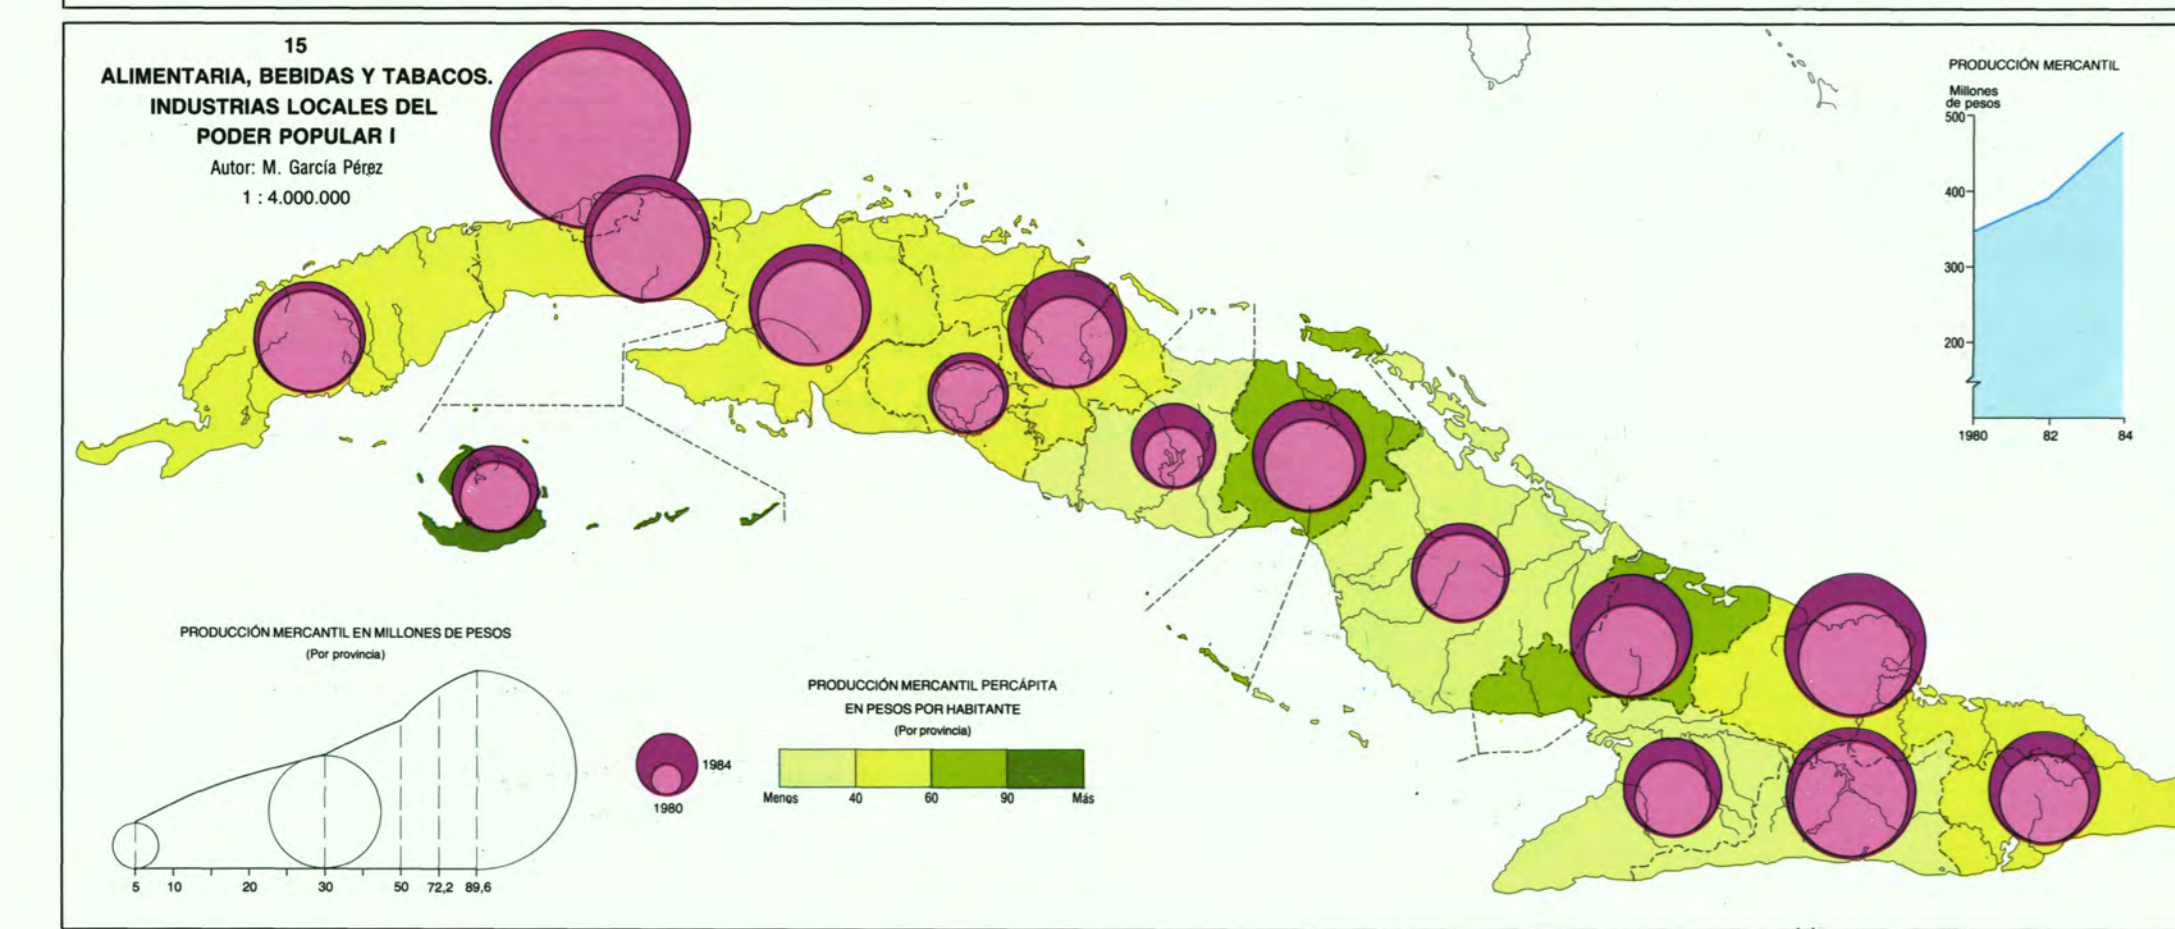 15
ALIMENTARIA, BEBIDAS Y TABACOS.
INDUSTRIAS LOCALES DEL
PODER POPULAR I
Autor: M. García Pérez
1 : 4.000.000
PRODUCCIÓN MERCANTIL
Millones
de pesos
500
400
300
200
1980 82 84
PRODUCCIÓN MERCANTIL EN MILLONES DE PESOS
(Por provincia)
5 10 20 30 50 72,2 89,6
1984
1980
PRODUCCIÓN MERCANTIL PERCÁPITA
EN PESOS POR HABITANTE
(Por provincia)
Menos 40 60 90 Más